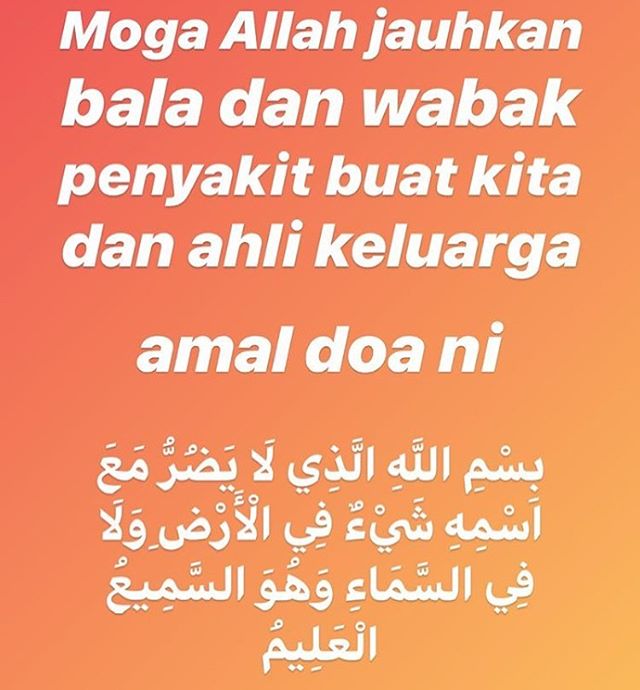 Moga Allah jauhkan
bala dan wabak
penyakit buat kita
dan ahli keluarga
amal doa ni
بِسْمِ اللَّهِ الَّذِي لَا يَضُرُّ مَعَ
اسْمِهِ شَيْءٌ فِي الْأَرْضِ وَلَا
فِي السَّمَاءِ وَهُوَ السَّمِيعُ
الْعَلِيمُ